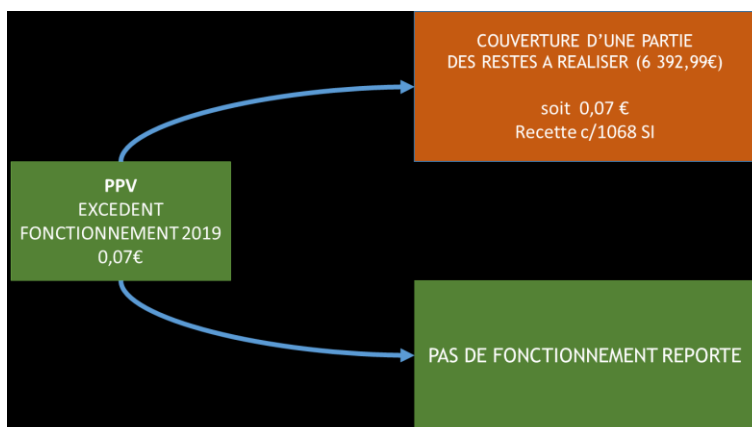 COUVERTURE D'UNE PARTIE
DES RESTES A REALISER (6 392,99€)
soit 0,07 €
Recette c/1068 SI
PPV
EXCEDENT
FONCTIONNEMENT 2019
0,07€
PAS DE FONCTIONNEMENT REPORTE